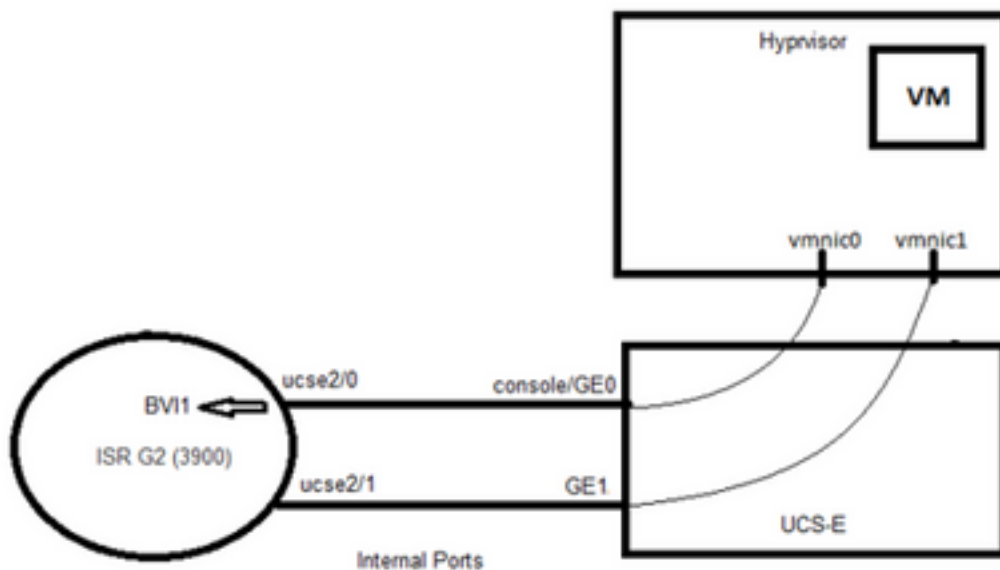 Hyprvisor
VM
vmnic0 vmnic1
ucse2/0 console/GE0
BVI1
ISR G2 (3900)
ucse2/1 GE1
UCS-E
Internal Ports